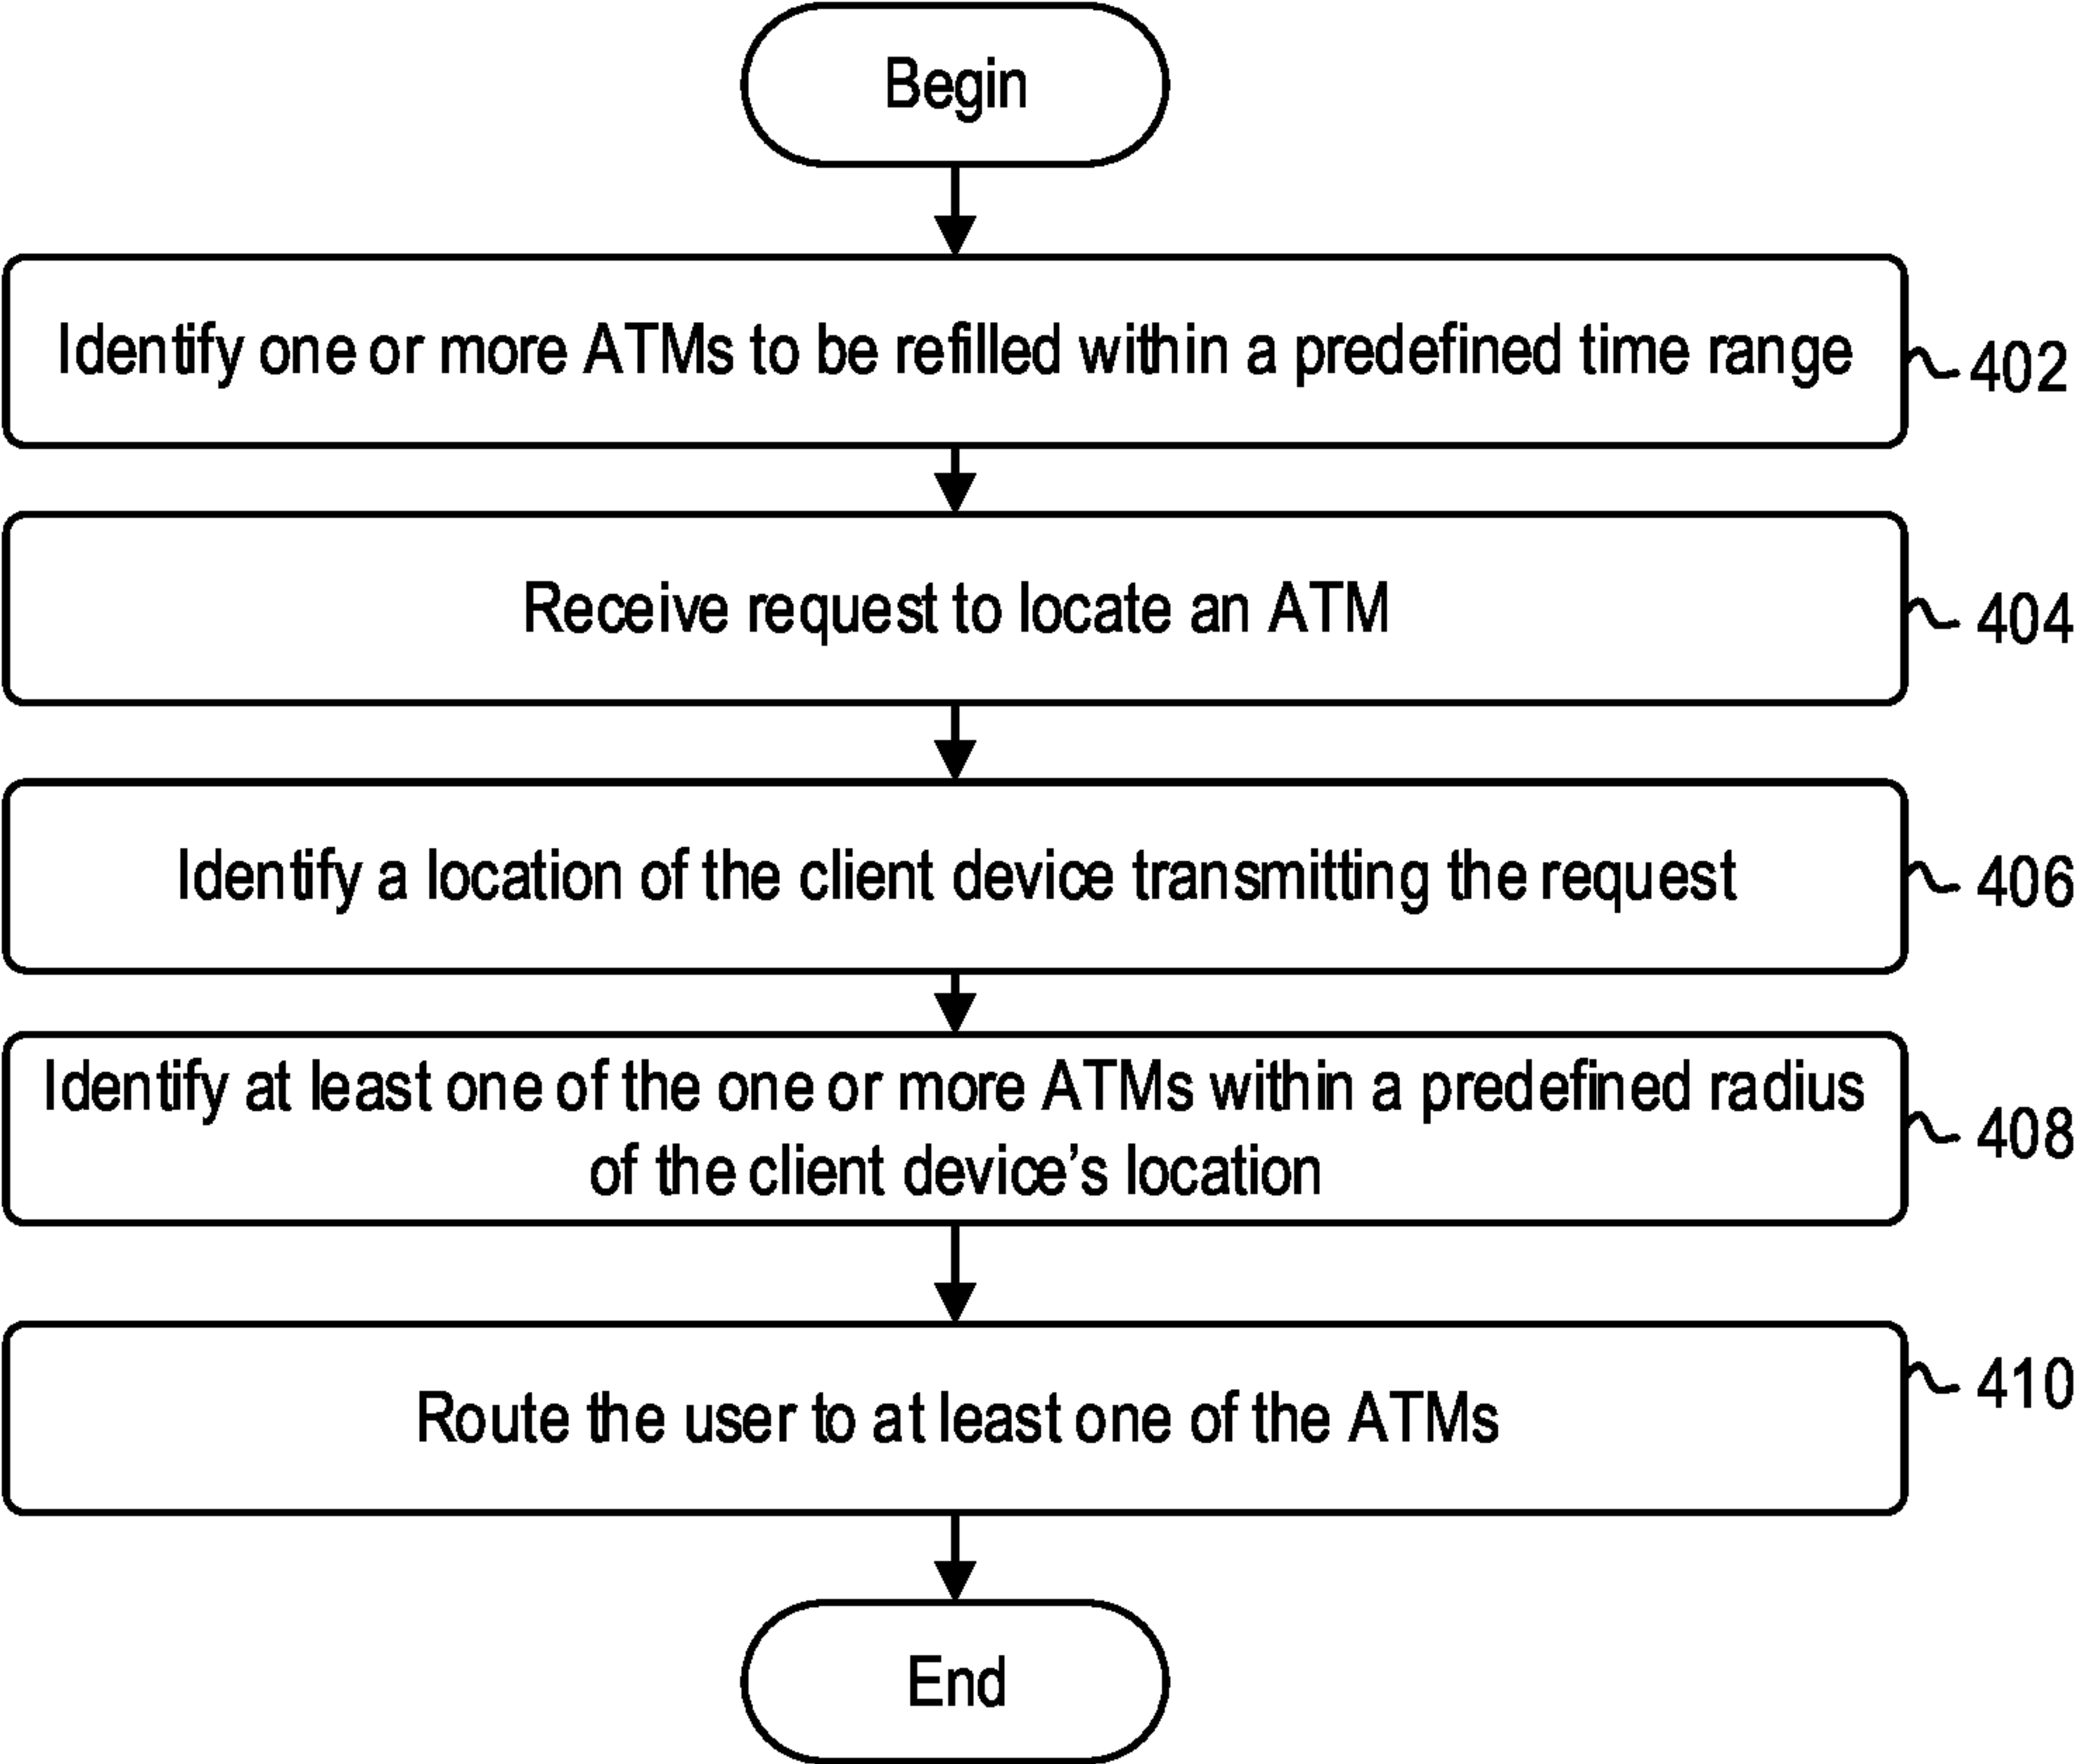 Begin
Identify one or more ATMs to be refilled within a predefined time range
402
Receive request to locate an ATM
404
Identify a location of the client device transmitting the request
406
Identify at least one of the one or more ATMs within a predefined radius
of the client device’s location
408
Route the user to at least one of the ATMs
410
End